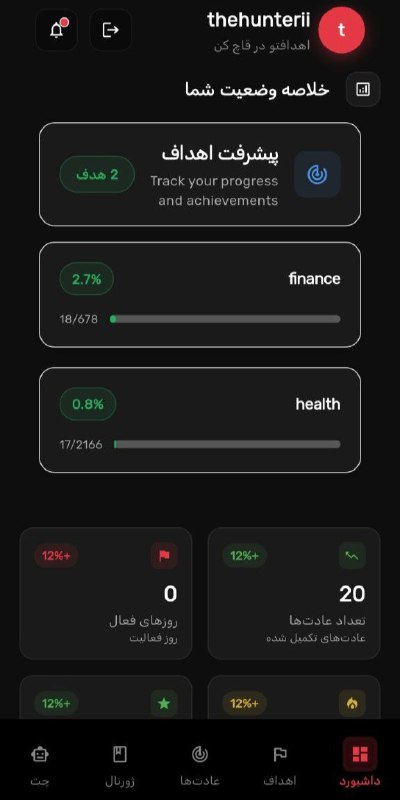 thehunterii
t
اهدافتو در قاچ کن
خلاصه وضعیت شما
پیشرفت اهداف
2 هدف
Track your progress
and achievements
finance
2.7%
18/678
health
0.8%
17/2166
+12%
20
تعداد عادت‌ها
عادت‌های تکمیل شده
+12%
0
روزهای فعال
روز فعالیت
+12%
+12%
داشبورد
اهداف
عادت‌ها
ژورنال
چت